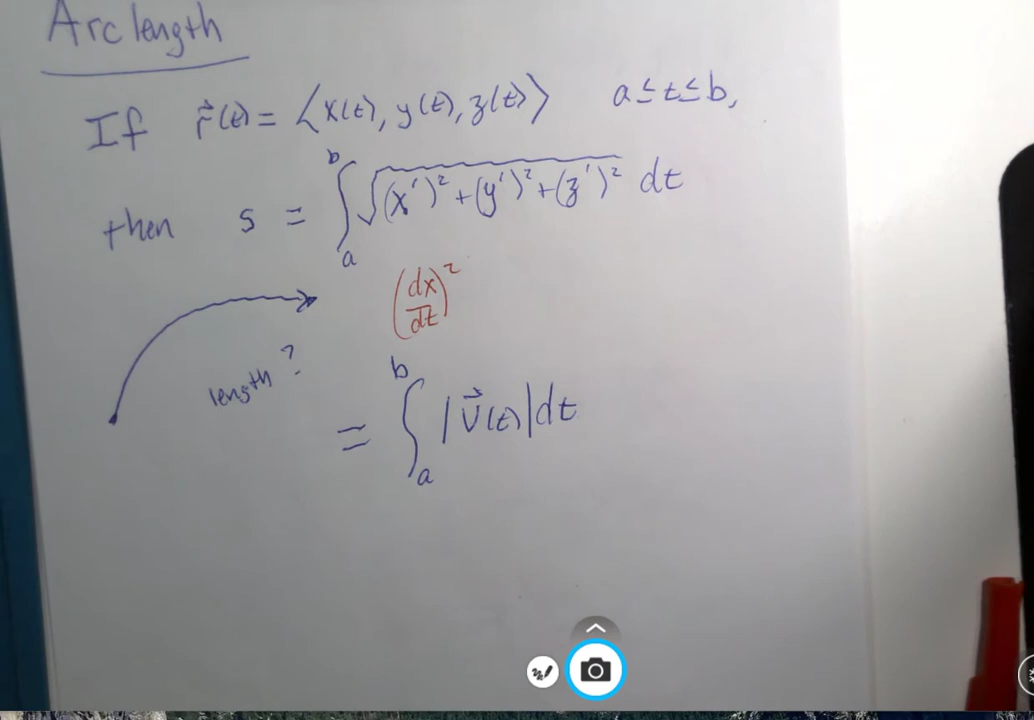 Arc length
If r⃗(t) = ⟨x(t), y(t), z(t)⟩ a≤t≤b,
then s = ∫_a^b √((x')²+(y')²+(z')²) dt
(dx/dt)²
length?
= ∫_a^b |v⃗(t)|dt